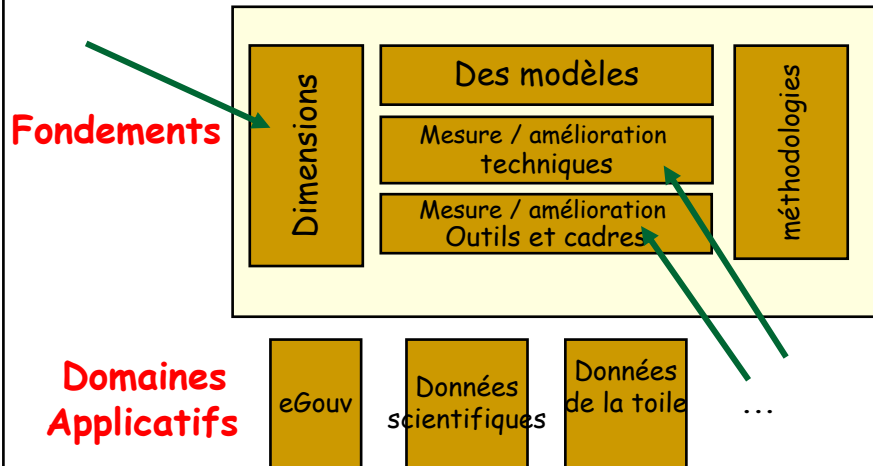 Fondements
Dimensions
Des modèles
Mesure / amélioration
techniques
Mesure / amélioration
Outils et cadres
méthodologies
Domaines
Applicatifs
eGouv
Données
scientifiques
Données
de la toile
...